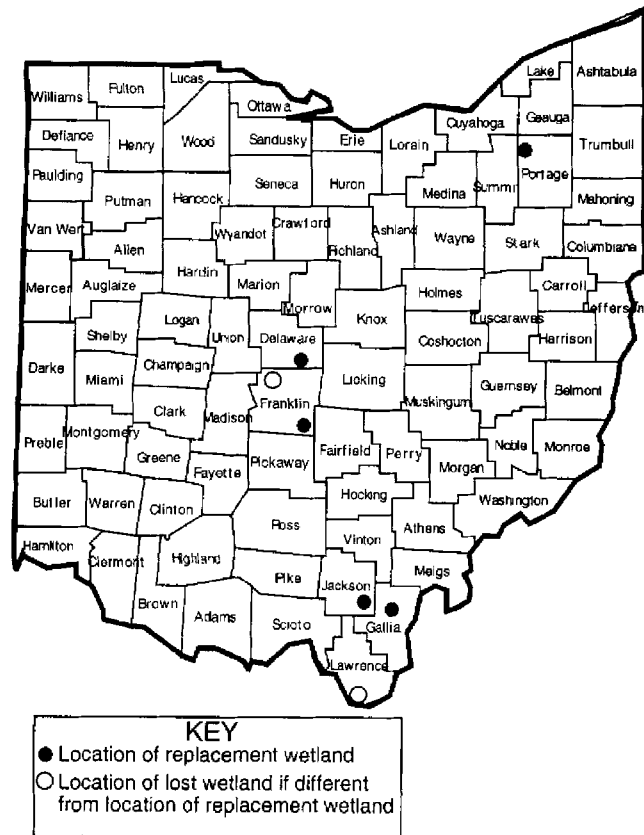 Lake
Ashtabula
Lucas
Fulton
Williams
Ottawa
Geauga
Cuyahoga
Defiance
Henry
Wood
Sandusky
Erie
Lorain
Trumbull
Paulding
Seneca
Huron
Medina
Summit
Portage
Hancock
Putman
Mahoning
Van Wert
Wyandot
Crawford
Richland
Ashland
Wayne
Stark
Columbiana
Allen
Hardin
Mercer
Auglaize
Marion
Morrow
Holmes
Carroll
Jefferson
Tuscarawas
Logan
Union
Delaware
Knox
Coshocton
Harrison
Shelby
Darke
Champaign
Miami
Licking
Guernsey
Belmont
Franklin
Muskingum
Clark
Madison
Preble
Montgomery
Fairfield
Perry
Noble
Monroe
Greene
Pickaway
Morgan
Fayette
Butler
Warren
Clinton
Hocking
Washington
Ross
Athens
Hamilton
Highland
Vinton
Clermont
Meigs
Pike
Jackson
Brown
Adams
Scioto
Gallia
Lawrence
KEY
Location of replacement wetland
Location of lost wetland if different
from location of replacement wetland